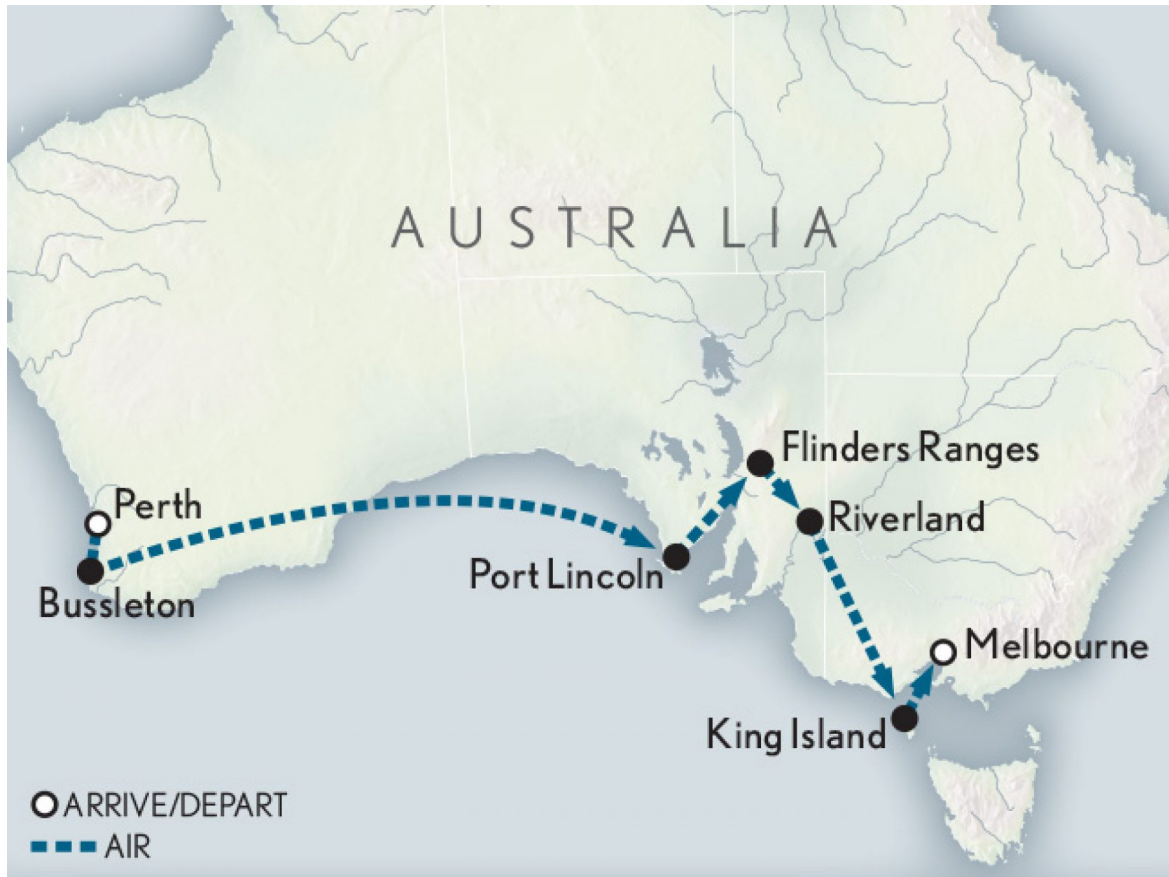 AUSTRALIA
Flinders Ranges
Perth
Riverland
Port Lincoln
Bussleton
Melbourne
King Island
ARRIVE/DEPART
AIR